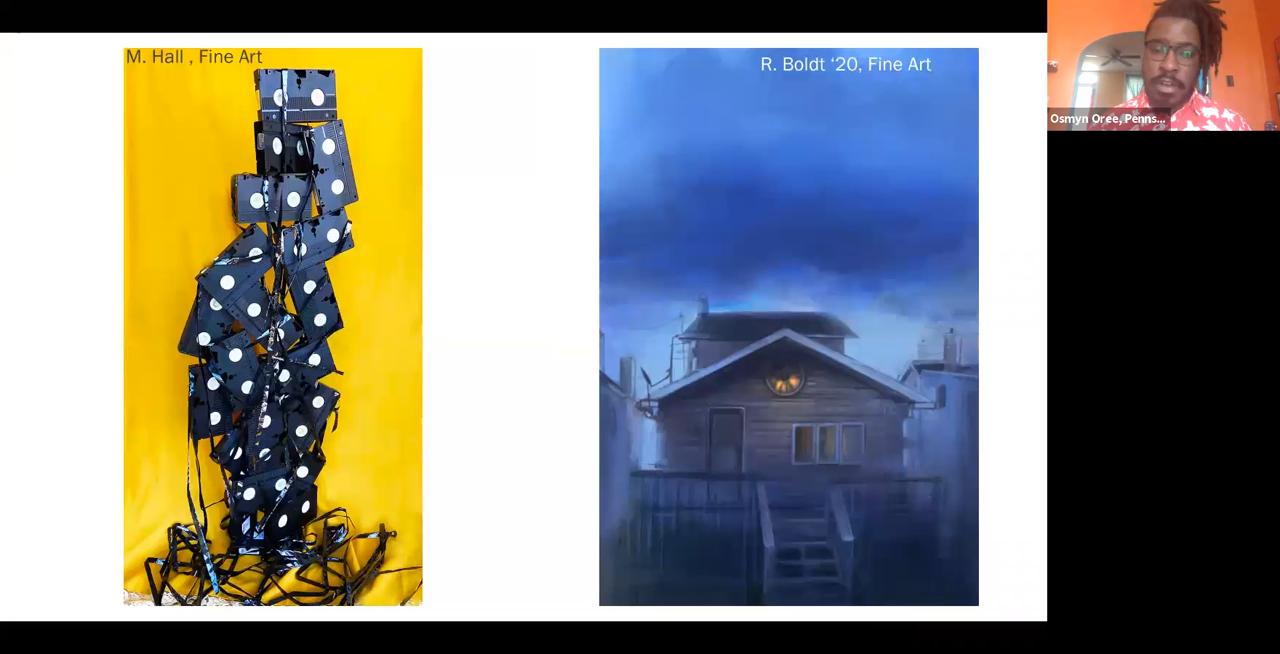 M. Hall , Fine Art
R. Boldt ‘20, Fine Art
Osmyn Oree, Penns...